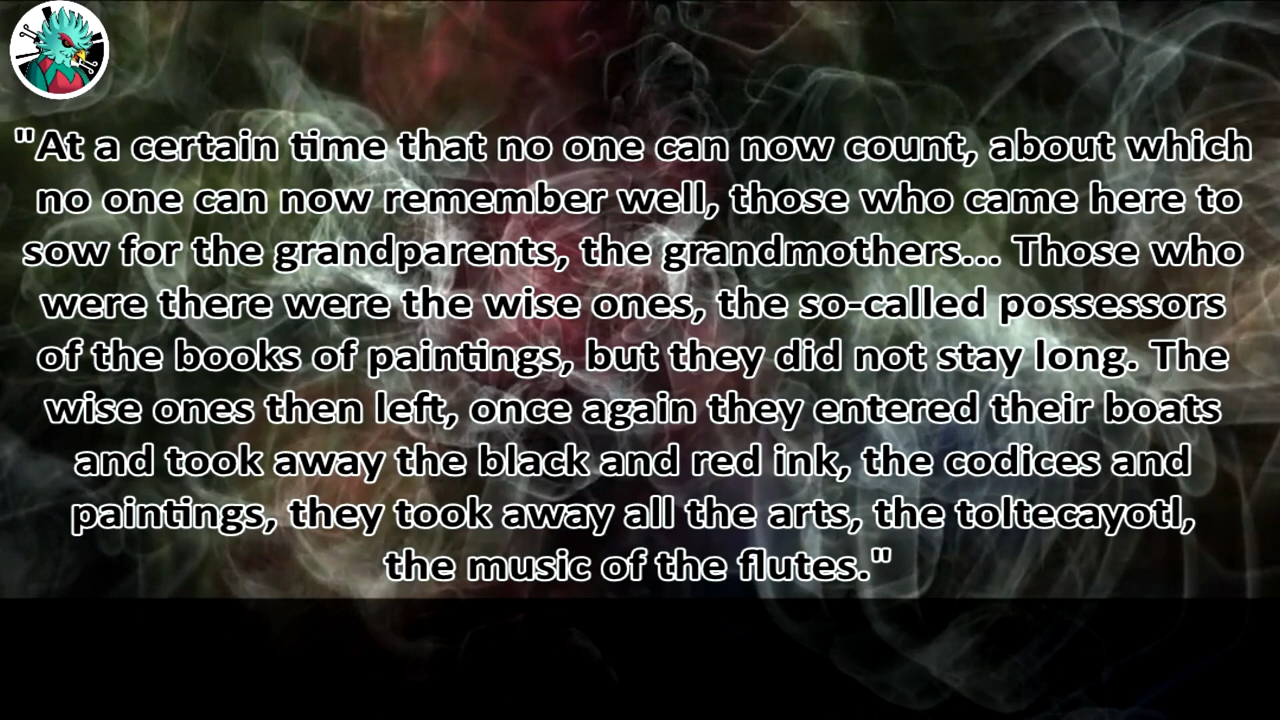 "At a certain time that no one can now count, about which
no one can now remember well, those who came here to
sow for the grandparents, the grandmothers... Those who
were there were the wise ones, the so-called possessors
of the books of paintings, but they did not stay long. The
wise ones then left, once again they entered their boats
and took away the black and red ink, the codices and
paintings, they took away all the arts, the toltecayotl,
the music of the flutes."